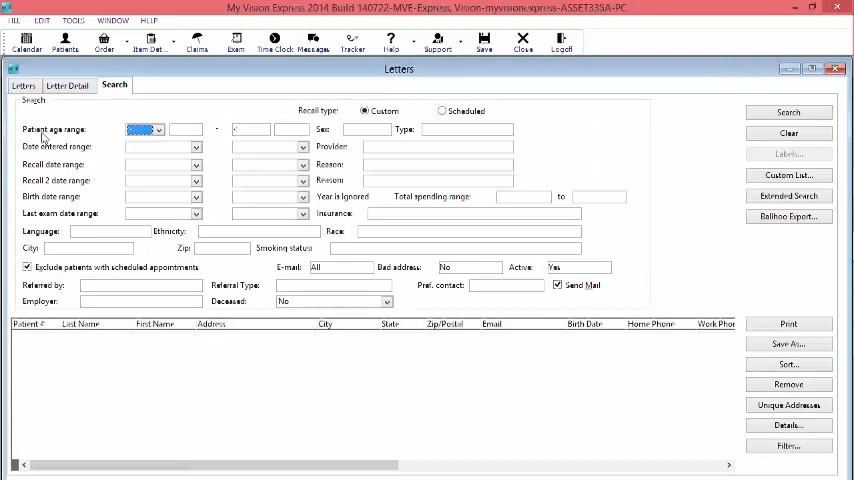 My Vision Express 2014 Build 140722-MVE-Express, Vision-myvisionexpress-ASSET335A-PC
FILE EDIT TOOLS WINDOW HELP
Calendar Patients Order Item Det... Claims Exam Time Clock Messages Tracker Help Support Save Close Logoff
Letters
Letters Letter Detail Search
Search
Recall type: Custom Scheduled
Patient age range: - Sex: Type:
Date entered range: Provider:
Recall date range: Reason:
Recall 2 date range: Reason:
Birth date range: Year is ignored Total spending range: to
Last exam date range: Insurance:
Language: Ethnicity: Race:
City: Zip: Smoking status:
Exclude patients with scheduled appointments E-mail: All Bad address: No Active: Yes
Referred by: Referral Type: Pref. contact: Send Mail
Employer: Deceased: No
Search
Clear
Labels...
Custom List...
Extended Search
Balihoo Export...
Patient # Last Name First Name Address City State Zip/Postal Email Birth Date Home Phone Work Phon
Print
Save As...
Sort...
Remove
Unique Addresses
Details...
Filter...